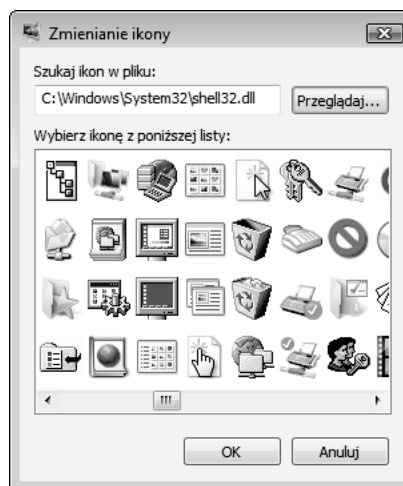 Zmienianie ikony
Szukaj ikon w pliku:
C:\Windows\System32\shell32.dll
Przeglądaj...
Wybierz ikonę z poniższej listy:
OK
Anuluj